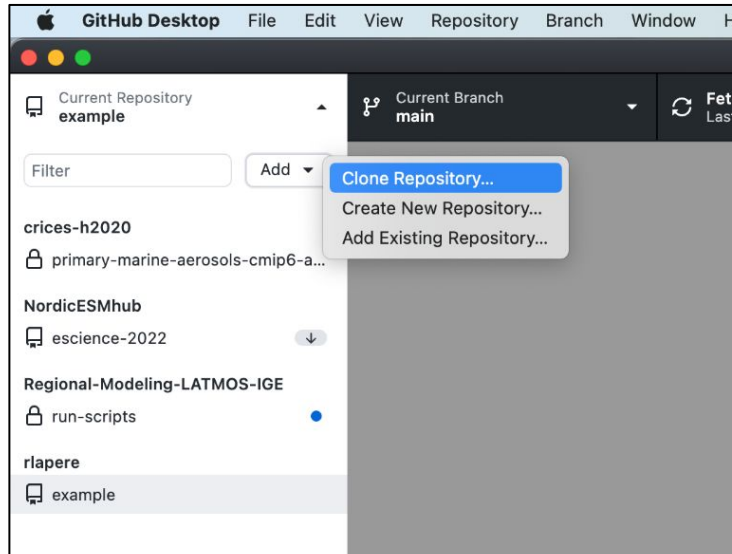 GitHub Desktop File Edit View Repository Branch Window H
Current Repository
example
Current Branch
main
Fet
Las
Filter
Add
Clone Repository...
Create New Repository...
Add Existing Repository...
crices-h2020
primary-marine-aerosols-cmip6-a...
NordicESMhub
escience-2022
Regional-Modeling-LATMOS-IGE
run-scripts
rlapere
example